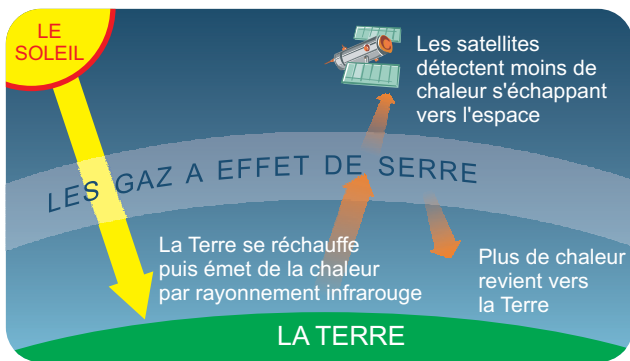 LE
SOLEIL
Les satellites
détectent moins de
chaleur s'échappant
vers l'espace
LES GAZ A EFFET DE SERRE
La Terre se réchauffe
puis émet de la chaleur
par rayonnement infrarouge
Plus de chaleur
revient vers
la Terre
LA TERRE